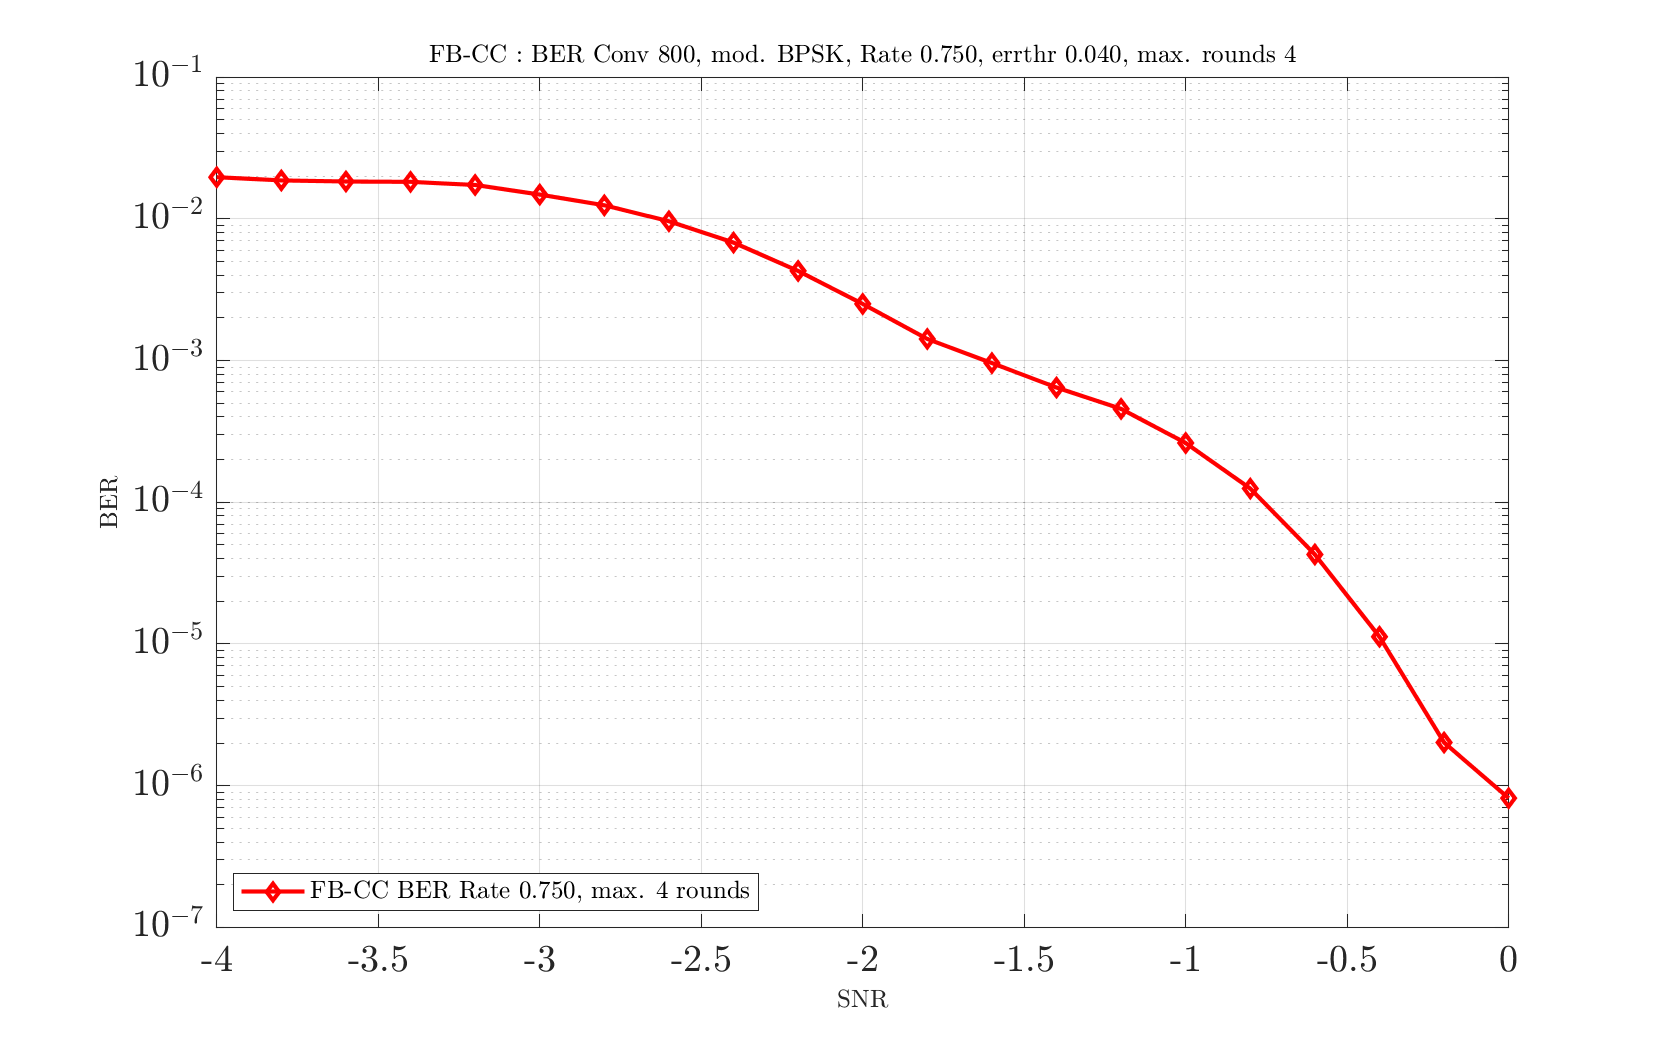 FB-CC : BER Conv 800, mod. BPSK, Rate 0.750, errthr 0.040, max. rounds 4
10^{-1}
10^{-2}
10^{-3}
10^{-4}
10^{-5}
10^{-6}
10^{-7}
BER
FB-CC BER Rate 0.750, max. 4 rounds
-4 -3.5 -3 -2.5 -2 -1.5 -1 -0.5 0
SNR